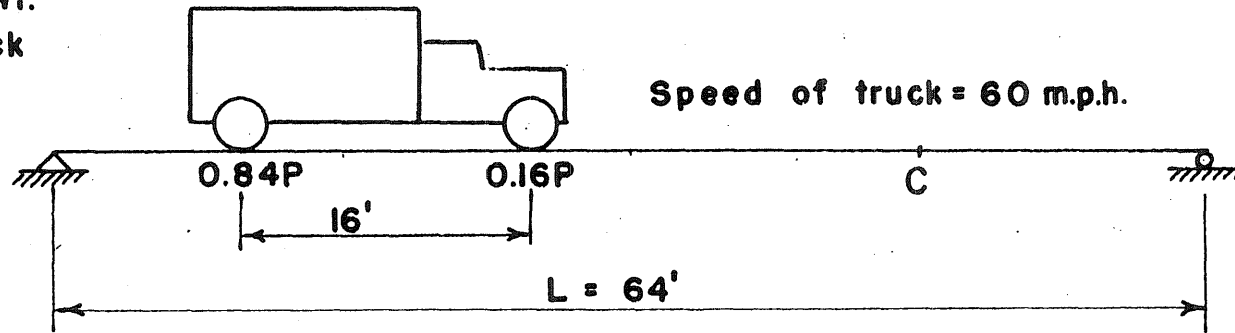 Speed of truck = 60 m.p.h.
0.84P 0.16P C
16'
L = 64'